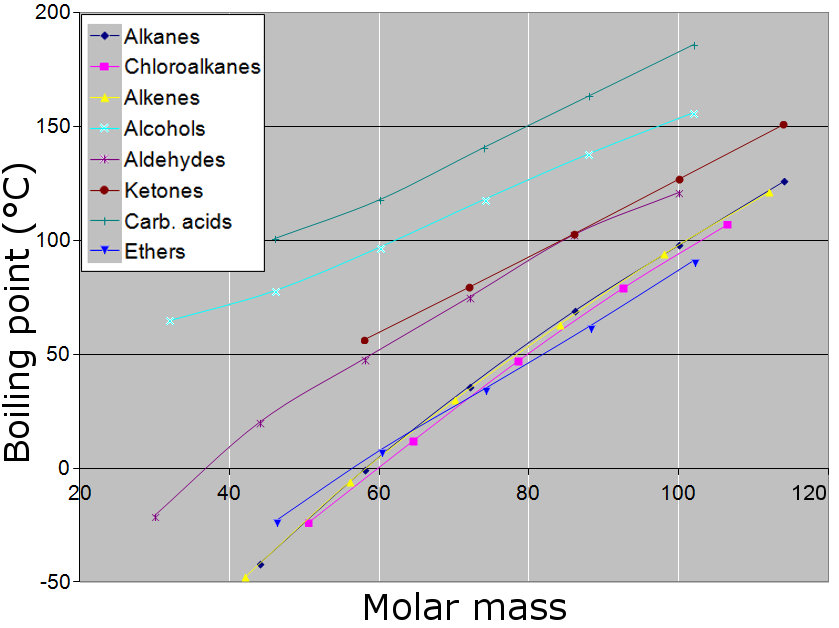 200
150
100
50
0
-50
20 40 60 80 100 120
Boiling point (°C)
Molar mass
Alkanes
Chloroalkanes
Alkenes
Alcohols
Aldehydes
Ketones
Carb. acids
Ethers